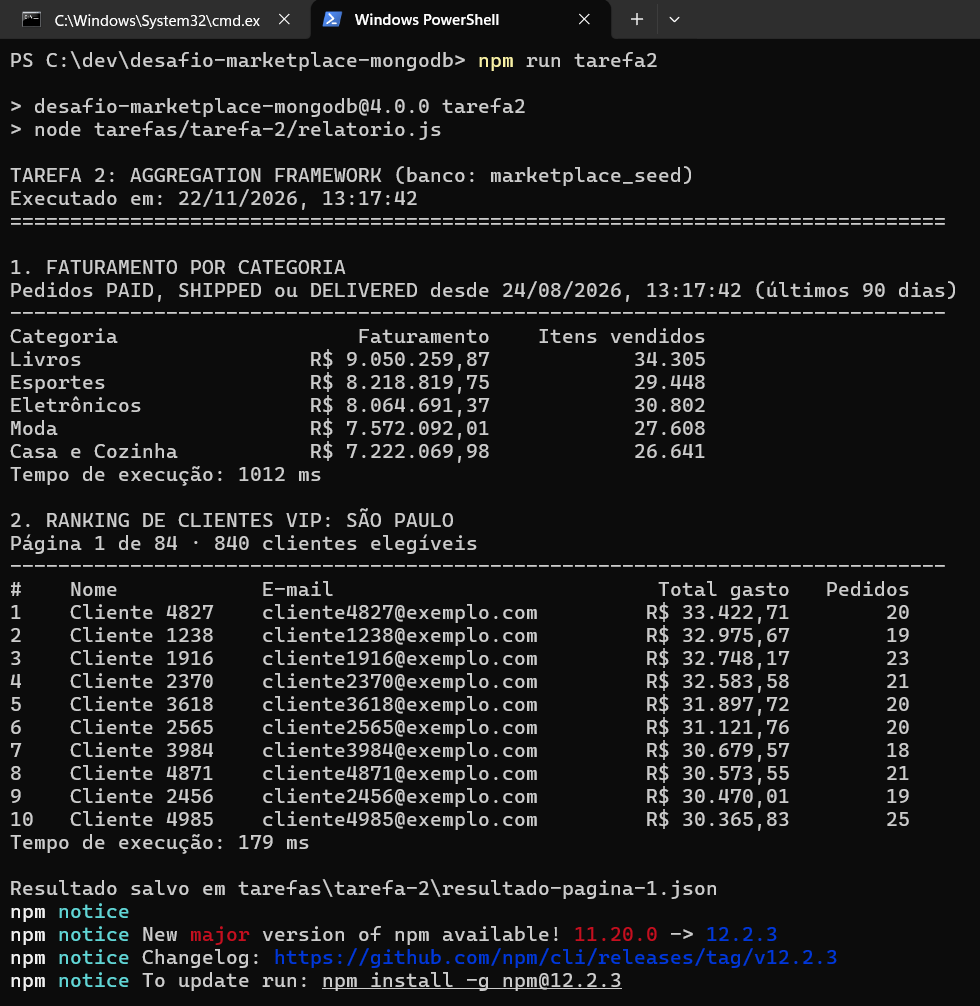 C:\Windows\System32\cmd.ex
Windows PowerShell
PS C:\dev\desafio-marketplace-mongodb> npm run tarefa2
> desafio-marketplace-mongodb@4.0.0 tarefa2
> node tarefas/tarefa-2/relatorio.js
TAREFA 2: AGGREGATION FRAMEWORK (banco: marketplace_seed)
Executado em: 22/11/2026, 13:17:42
==============================================================================
1. FATURAMENTO POR CATEGORIA
Pedidos PAID, SHIPPED ou DELIVERED desde 24/08/2026, 13:17:42 (últimos 90 dias)
------------------------------------------------------------------------------
Categoria Faturamento Itens vendidos
Livros R$ 9.050.259,87 34.305
Esportes R$ 8.218.819,75 29.448
Eletrônicos R$ 8.064.691,37 30.802
Moda R$ 7.572.092,01 27.608
Casa e Cozinha R$ 7.222.069,98 26.641
Tempo de execução: 1012 ms
2. RANKING DE CLIENTES VIP: SÃO PAULO
Página 1 de 84 · 840 clientes elegíveis
------------------------------------------------------------------------------
# Nome E-mail Total gasto Pedidos
1 Cliente 4827 cliente4827@exemplo.com R$ 33.422,71 20
2 Cliente 1238 cliente1238@exemplo.com R$ 32.975,67 19
3 Cliente 1916 cliente1916@exemplo.com R$ 32.748,17 23
4 Cliente 2370 cliente2370@exemplo.com R$ 32.583,58 21
5 Cliente 3618 cliente3618@exemplo.com R$ 31.897,72 20
6 Cliente 2565 cliente2565@exemplo.com R$ 31.121,76 20
7 Cliente 3984 cliente3984@exemplo.com R$ 30.679,57 18
8 Cliente 4871 cliente4871@exemplo.com R$ 30.573,55 21
9 Cliente 2456 cliente2456@exemplo.com R$ 30.470,01 19
10 Cliente 4985 cliente4985@exemplo.com R$ 30.365,83 25
Tempo de execução: 179 ms
Resultado salvo em tarefas\tarefa-2\resultado-pagina-1.json
npm notice
npm notice New major version of npm available! 11.20.0 -> 12.2.3
npm notice Changelog: https://github.com/npm/cli/releases/tag/v12.2.3
npm notice To update run: npm install -g npm@12.2.3